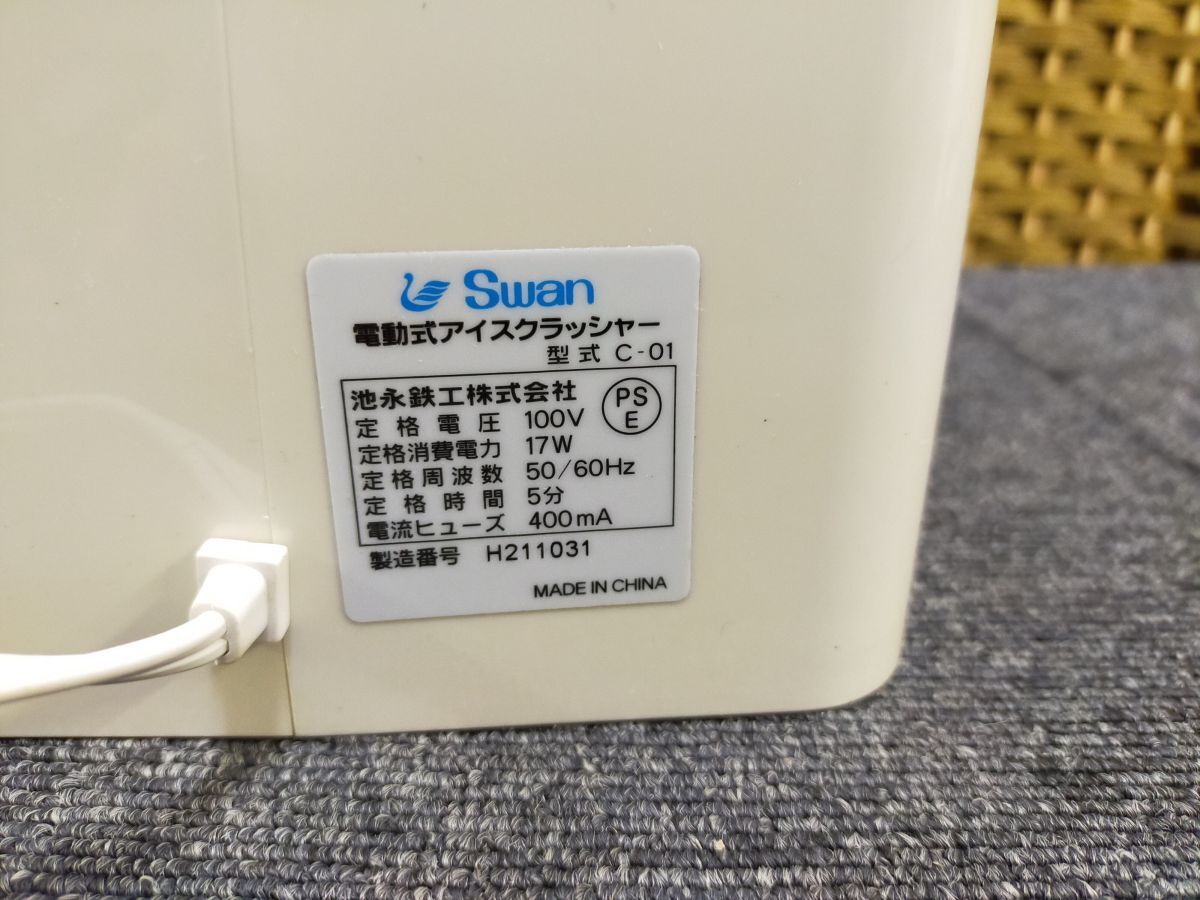 Swan
電動式アイスクラッシャー
型式 C-01
池永鉄工株式会社
PS
E
定格電圧 100V
定格消費電力 17W
定格周波数 50/60Hz
定格時間 5分
電流ヒューズ 400mA
製造番号 H211031
MADE IN CHINA